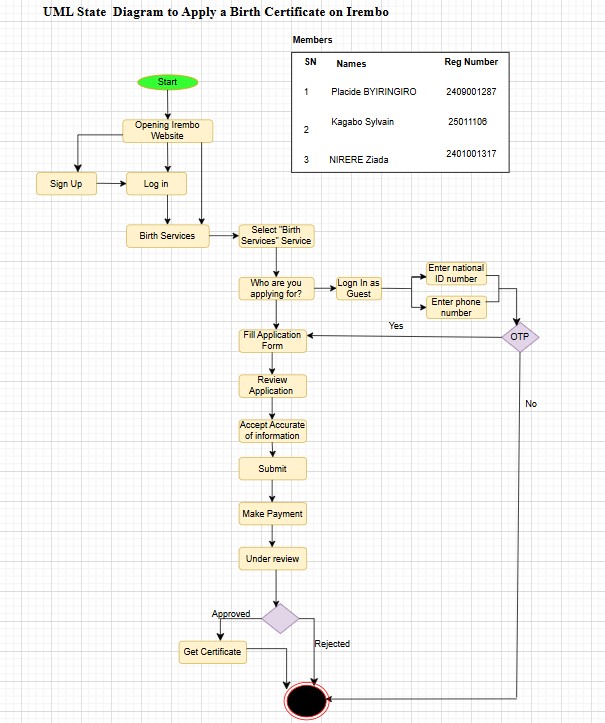 UML State Diagram to Apply a Birth Certificate on Irembo
Members
SN Names Reg Number
1 Placide BYIRINGIRO 2409001287
2 Kagabo Sylvain 25011106
3 NIRERE Ziada 2401001317
Start
Opening Irembo
Website
Sign Up
Log in
Birth Services
Select "Birth
Services" Service
Who are you
applying for?
Logn In as
Guest
Enter national
ID number
Enter phone
number
OTP
Yes
No
Fill Application
Form
Review
Application
Accept Accurate
of information
Submit
Make Payment
Under review
Approved
Rejected
Get Certificate